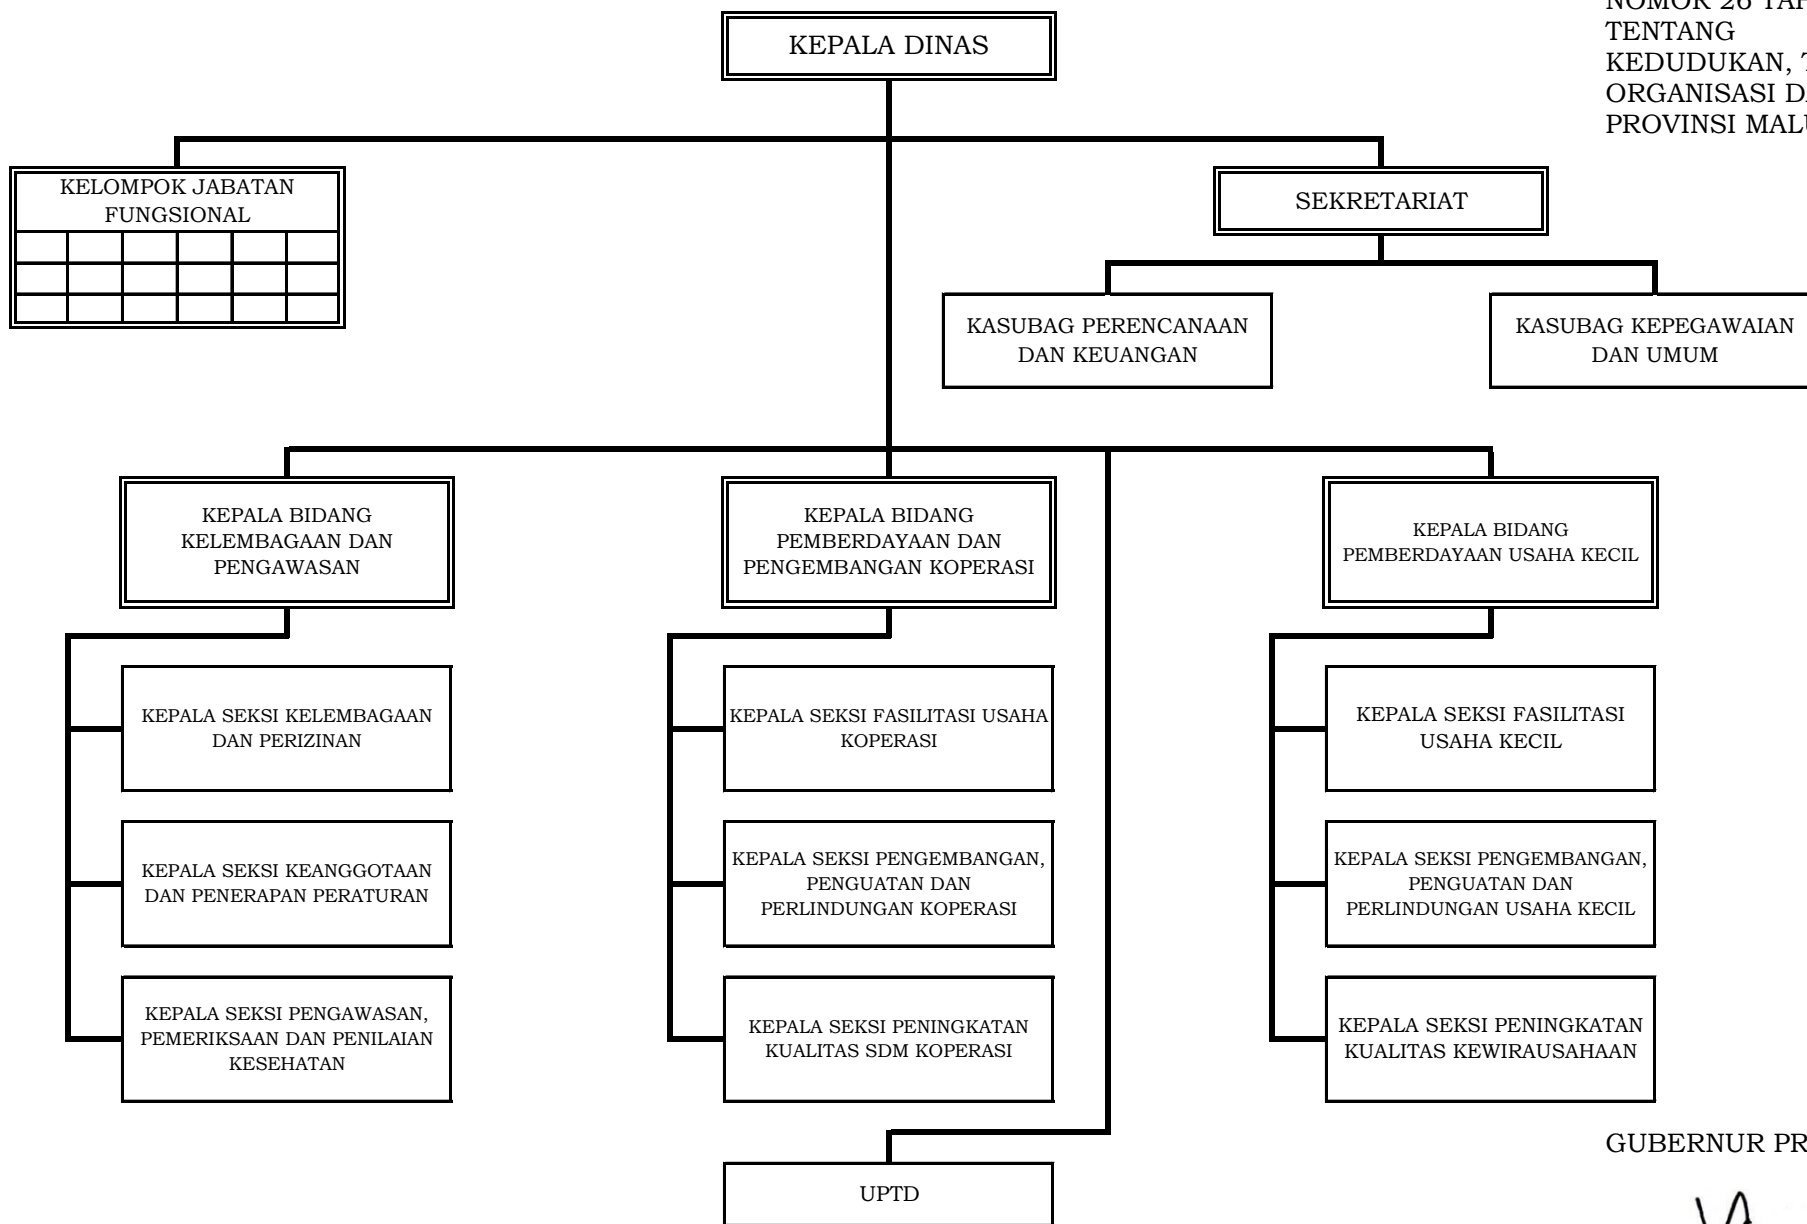 NOMOR 26
TENTANG
KEDUDUKAN,
ORGANISASI
PROVINSI
KEPALA DINAS
KELOMPOK JABATAN
FUNGSIONAL
SEKRETARIAT
KASUBAG PERENCANAAN
DAN KEUANGAN
KASUBAG KEPEGAWAIAN
DAN UMUM
KEPALA BIDANG
KELEMBAGAAN DAN
PENGAWASAN
KEPALA BIDANG
PEMBERDAYAAN DAN
PENGEMBANGAN KOPERASI
KEPALA BIDANG
PEMBERDAYAAN USAHA KECIL
KEPALA SEKSI KELEMBAGAAN
DAN PERIZINAN
KEPALA SEKSI FASILITASI USAHA
KOPERASI
KEPALA SEKSI FASILITASI
USAHA KECIL
KEPALA SEKSI KEANGGOTAAN
DAN PENERAPAN PERATURAN
KEPALA SEKSI PENGEMBANGAN,
PENGUATAN DAN
PERLINDUNGAN KOPERASI
KEPALA SEKSI PENGEMBANGAN,
PENGUATAN DAN
PERLINDUNGAN USAHA KECIL
KEPALA SEKSI PENGAWASAN,
PEMERIKSAAN DAN PENILAIAN
KESEHATAN
KEPALA SEKSI PENINGKATAN
KUALITAS SDM KOPERASI
KEPALA SEKSI PENINGKATAN
KUALITAS KEWIRAUSAHAAN
GUBERNUR
UPTD